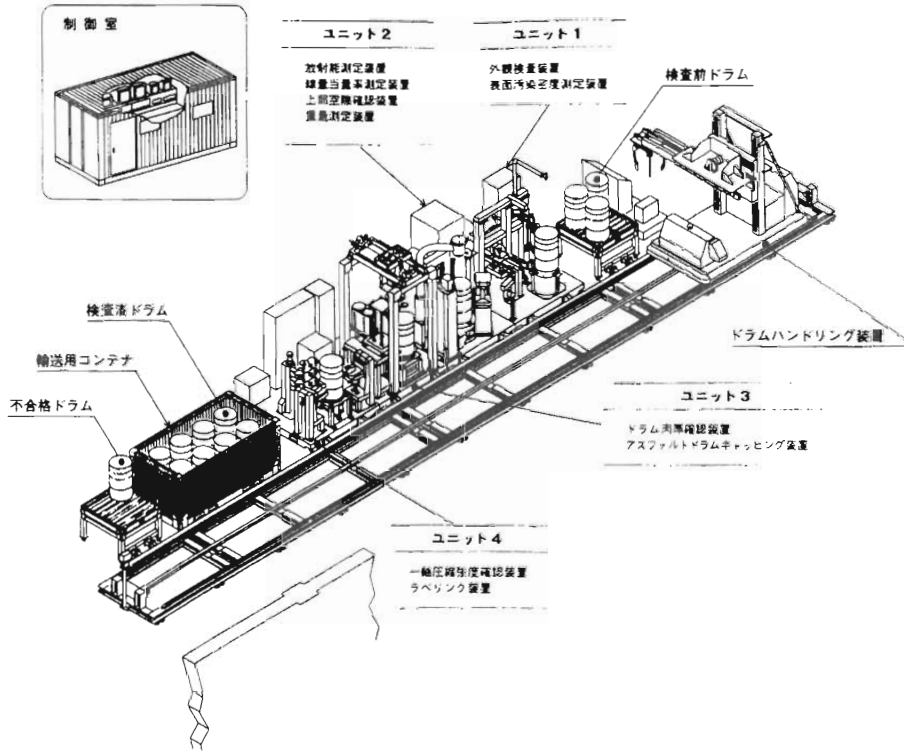 制御室
ユニット2
放射能測定装置
線量当量率測定装置
上部空隙確認装置
重量測定装置
ユニット1
外観検査装置
表面汚染密度測定装置
検査前ドラム
ドラムハンドリング装置
検査済ドラム
輸送用コンテナ
不合格ドラム
ユニット3
ドラム肉厚確認装置
アスファルトドラムキャッピング装置
ユニット4
一軸圧縮強度確認装置
ラベリング装置